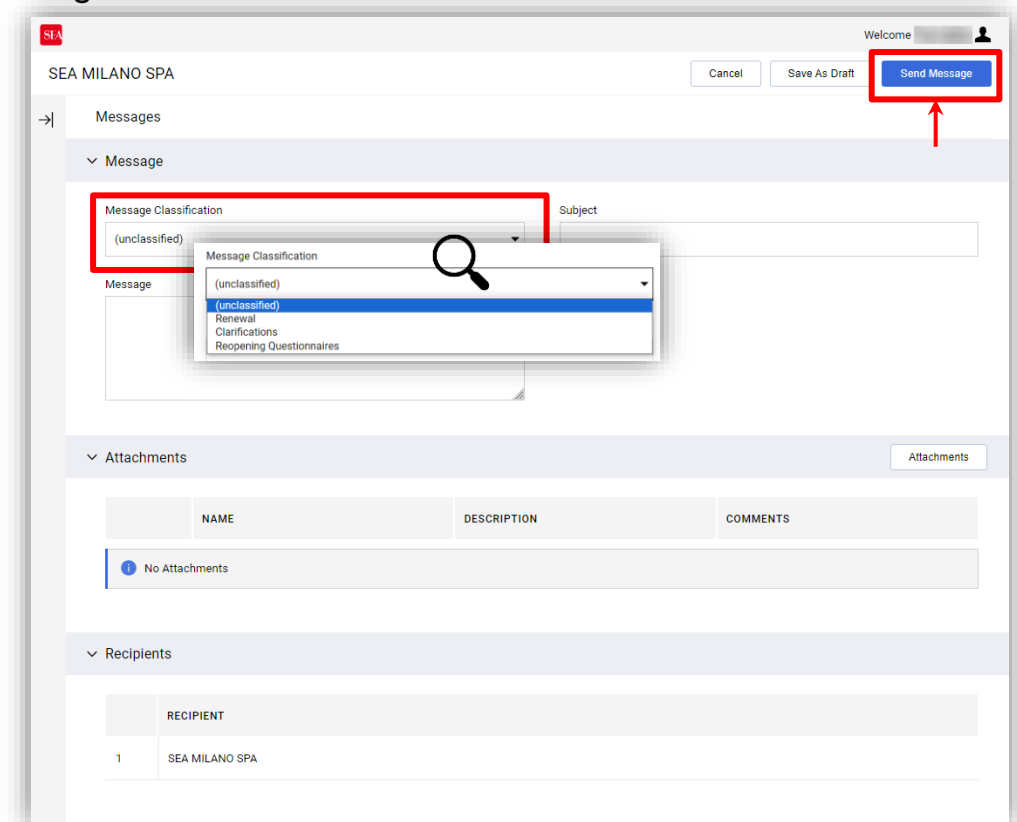 SEA
Welcome
SEA MILANO SPA
Cancel
Save As Draft
Send Message
Messages
Message
Message Classification
Subject
(unclassified)
Message Classification
(unclassified)
(unclassified)
Renewal
Clarifications
Reopening Questionnaires
Message
Attachments
Attachments
NAME
DESCRIPTION
COMMENTS
No Attachments
Recipients
RECIPIENT
1 SEA MILANO SPA